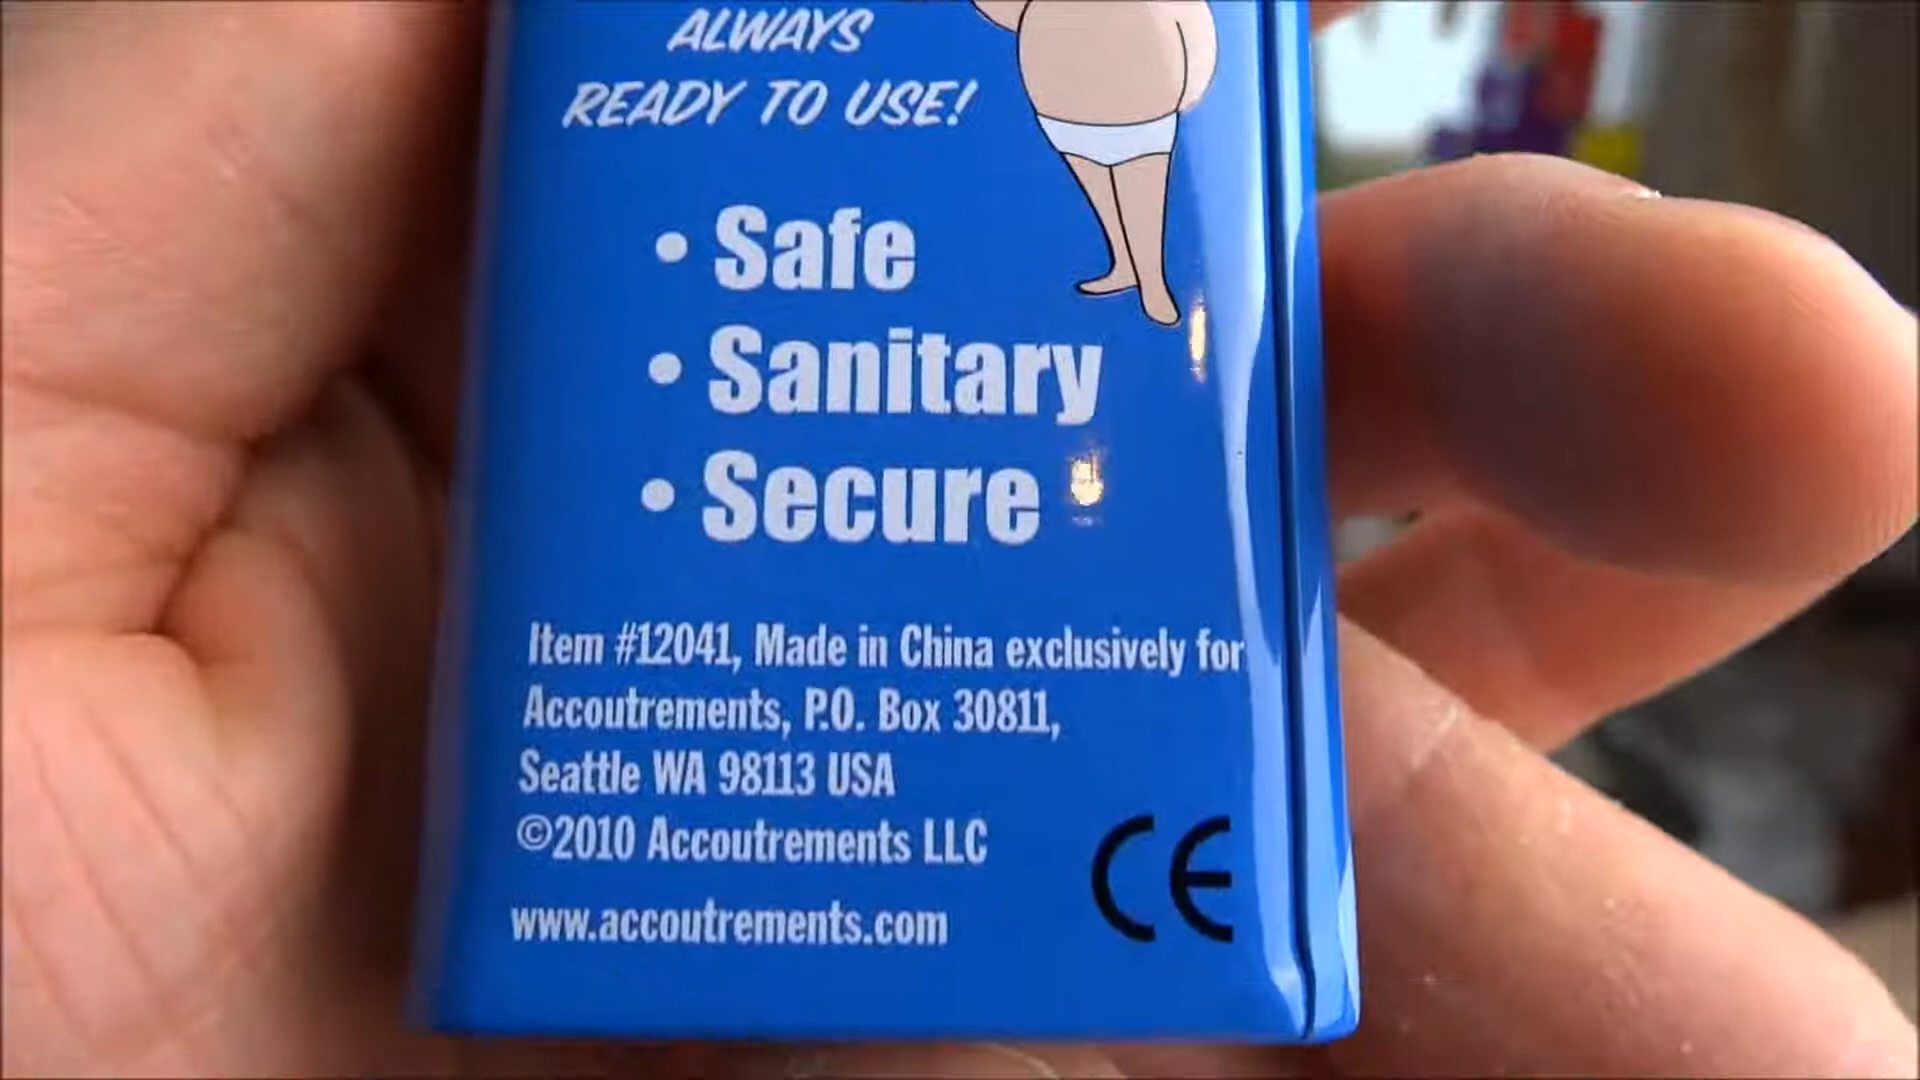 ALWAYS
READY TO USE!
• Safe
• Sanitary
• Secure
Item #12041, Made in China exclusively for
Accoutrements, P.O. Box 30811,
Seattle WA 98113 USA
©2010 Accoutrements LLC
www.accoutrements.com
CE